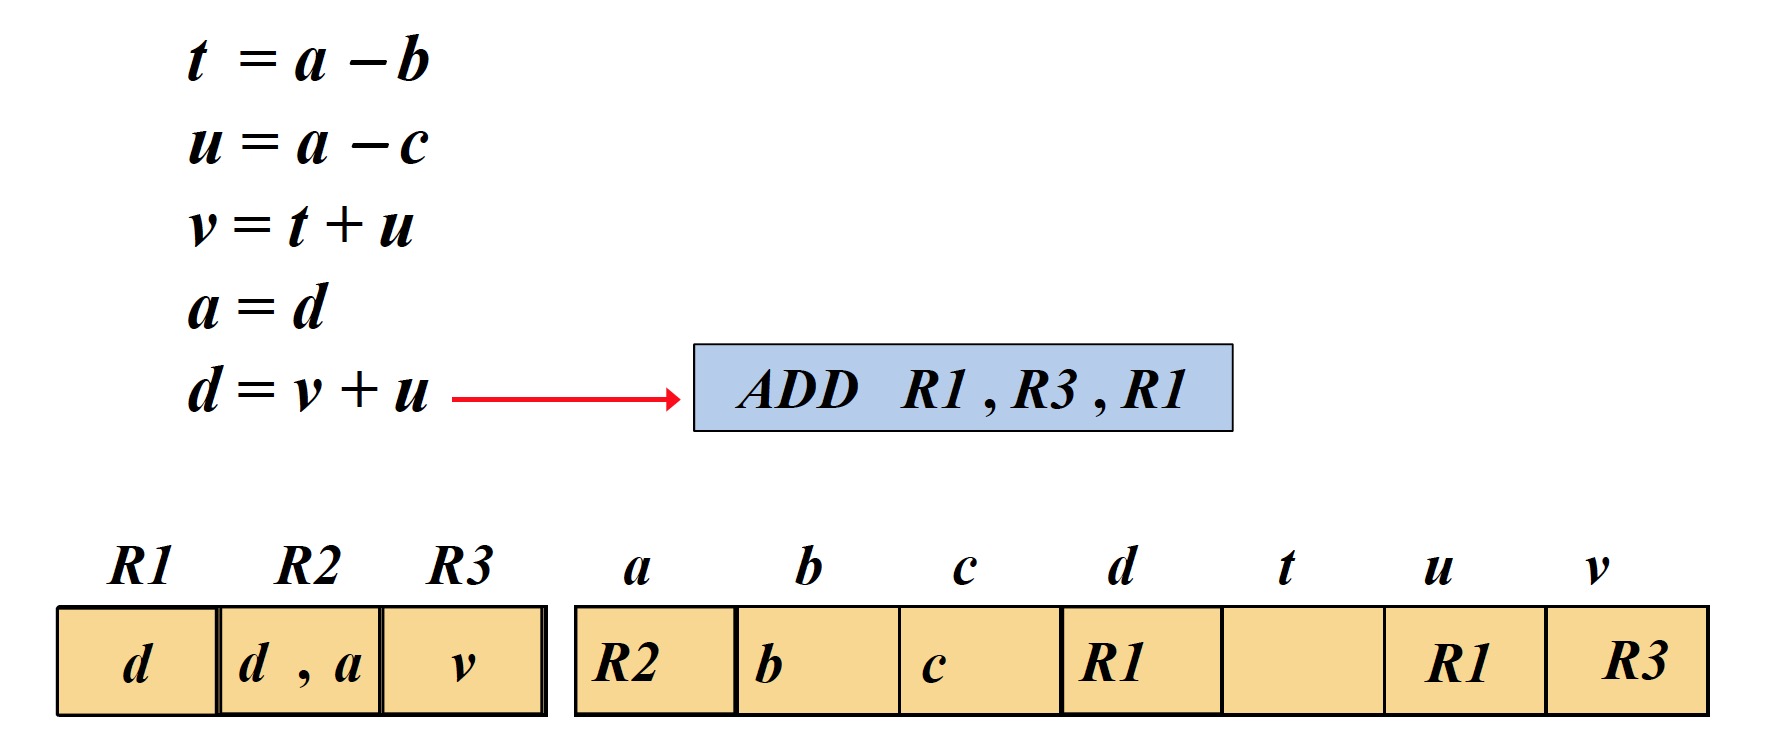 t = a – b
u = a – c
v = t + u
a = d
d = v + u
ADD R1 , R3 , R1
R1 R2 R3 a b c d t u v
d d , a v R2 b c R1 R1 R3